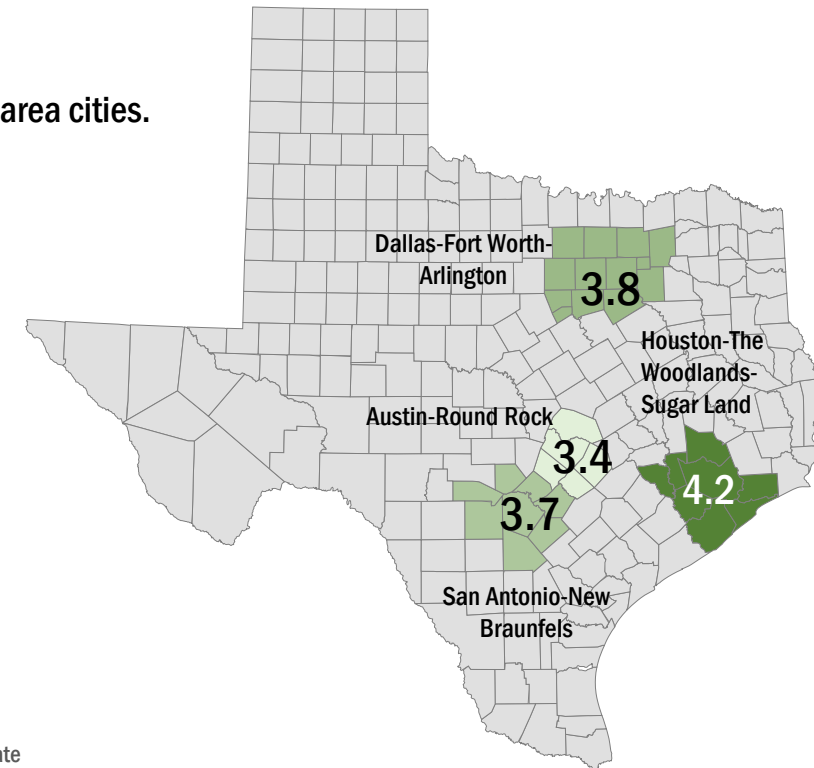 area cities.
Dallas-Fort Worth-
Arlington
3.8
Houston-The
Woodlands-
Sugar Land
Austin-Round Rock
3.4
4.2
3.7
San Antonio-New
Braunfels